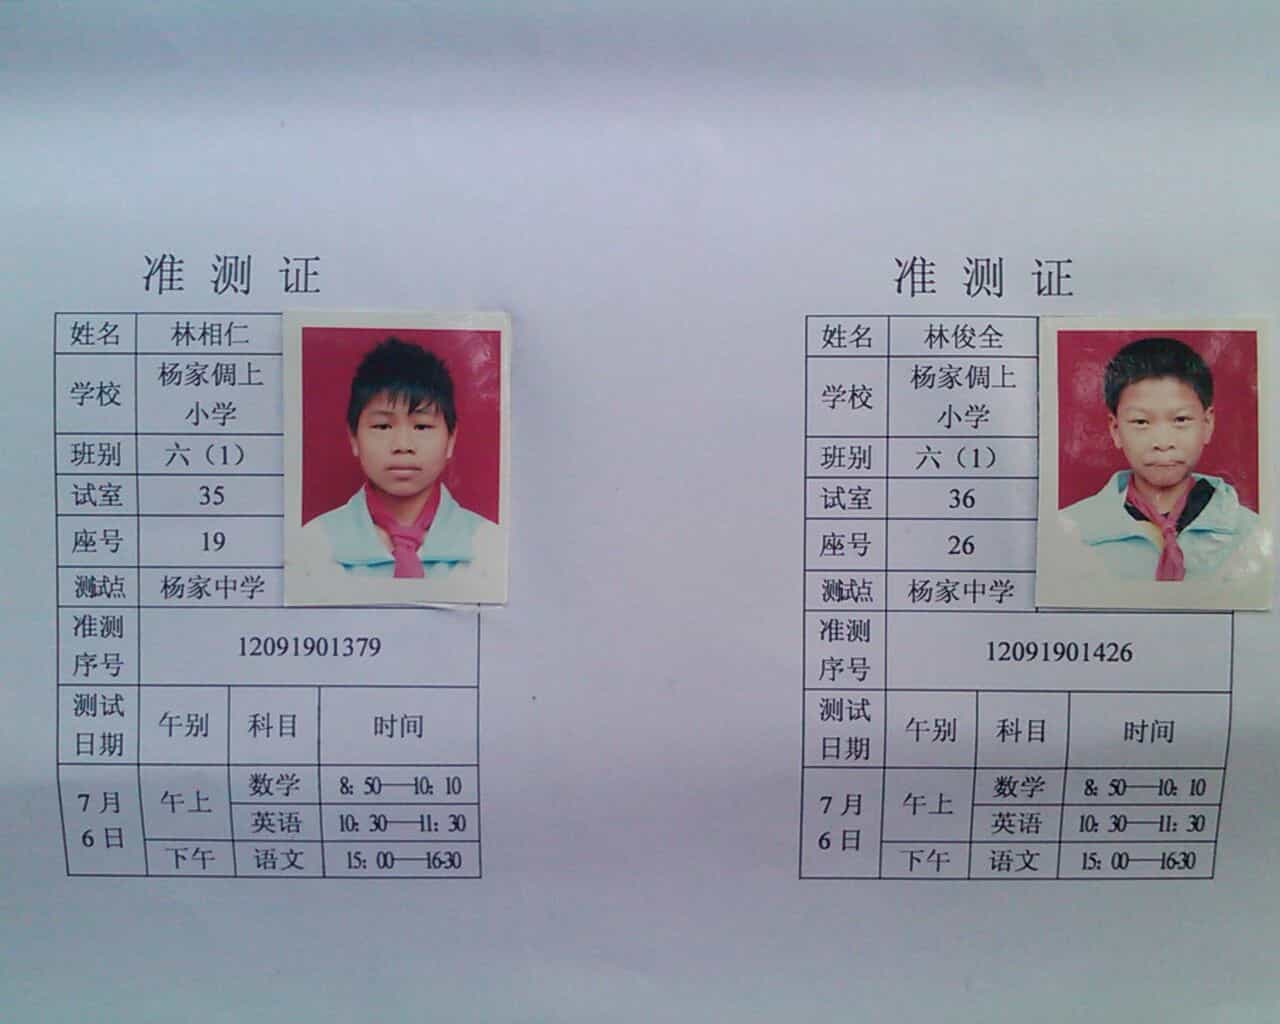 准测证
姓名 林相仁
学校 杨家倜上
小学
班别 六（1）
试室 35
座号 19
测试点 杨家中学
准测
序号 12091901379
测试
日期 午别 科目 时间
7月
6日 午上 数学 8：50——10：10
英语 10：30——11：30
下午 语文 15：00——16-30
准测证
姓名 林俊全
学校 杨家倜上
小学
班别 六（1）
试室 36
座号 26
测试点 杨家中学
准测
序号 12091901426
测试
日期 午别 科目 时间
7月
6日 午上 数学 8：50——10：10
英语 10：30——11：30
下午 语文 15：00——16-30